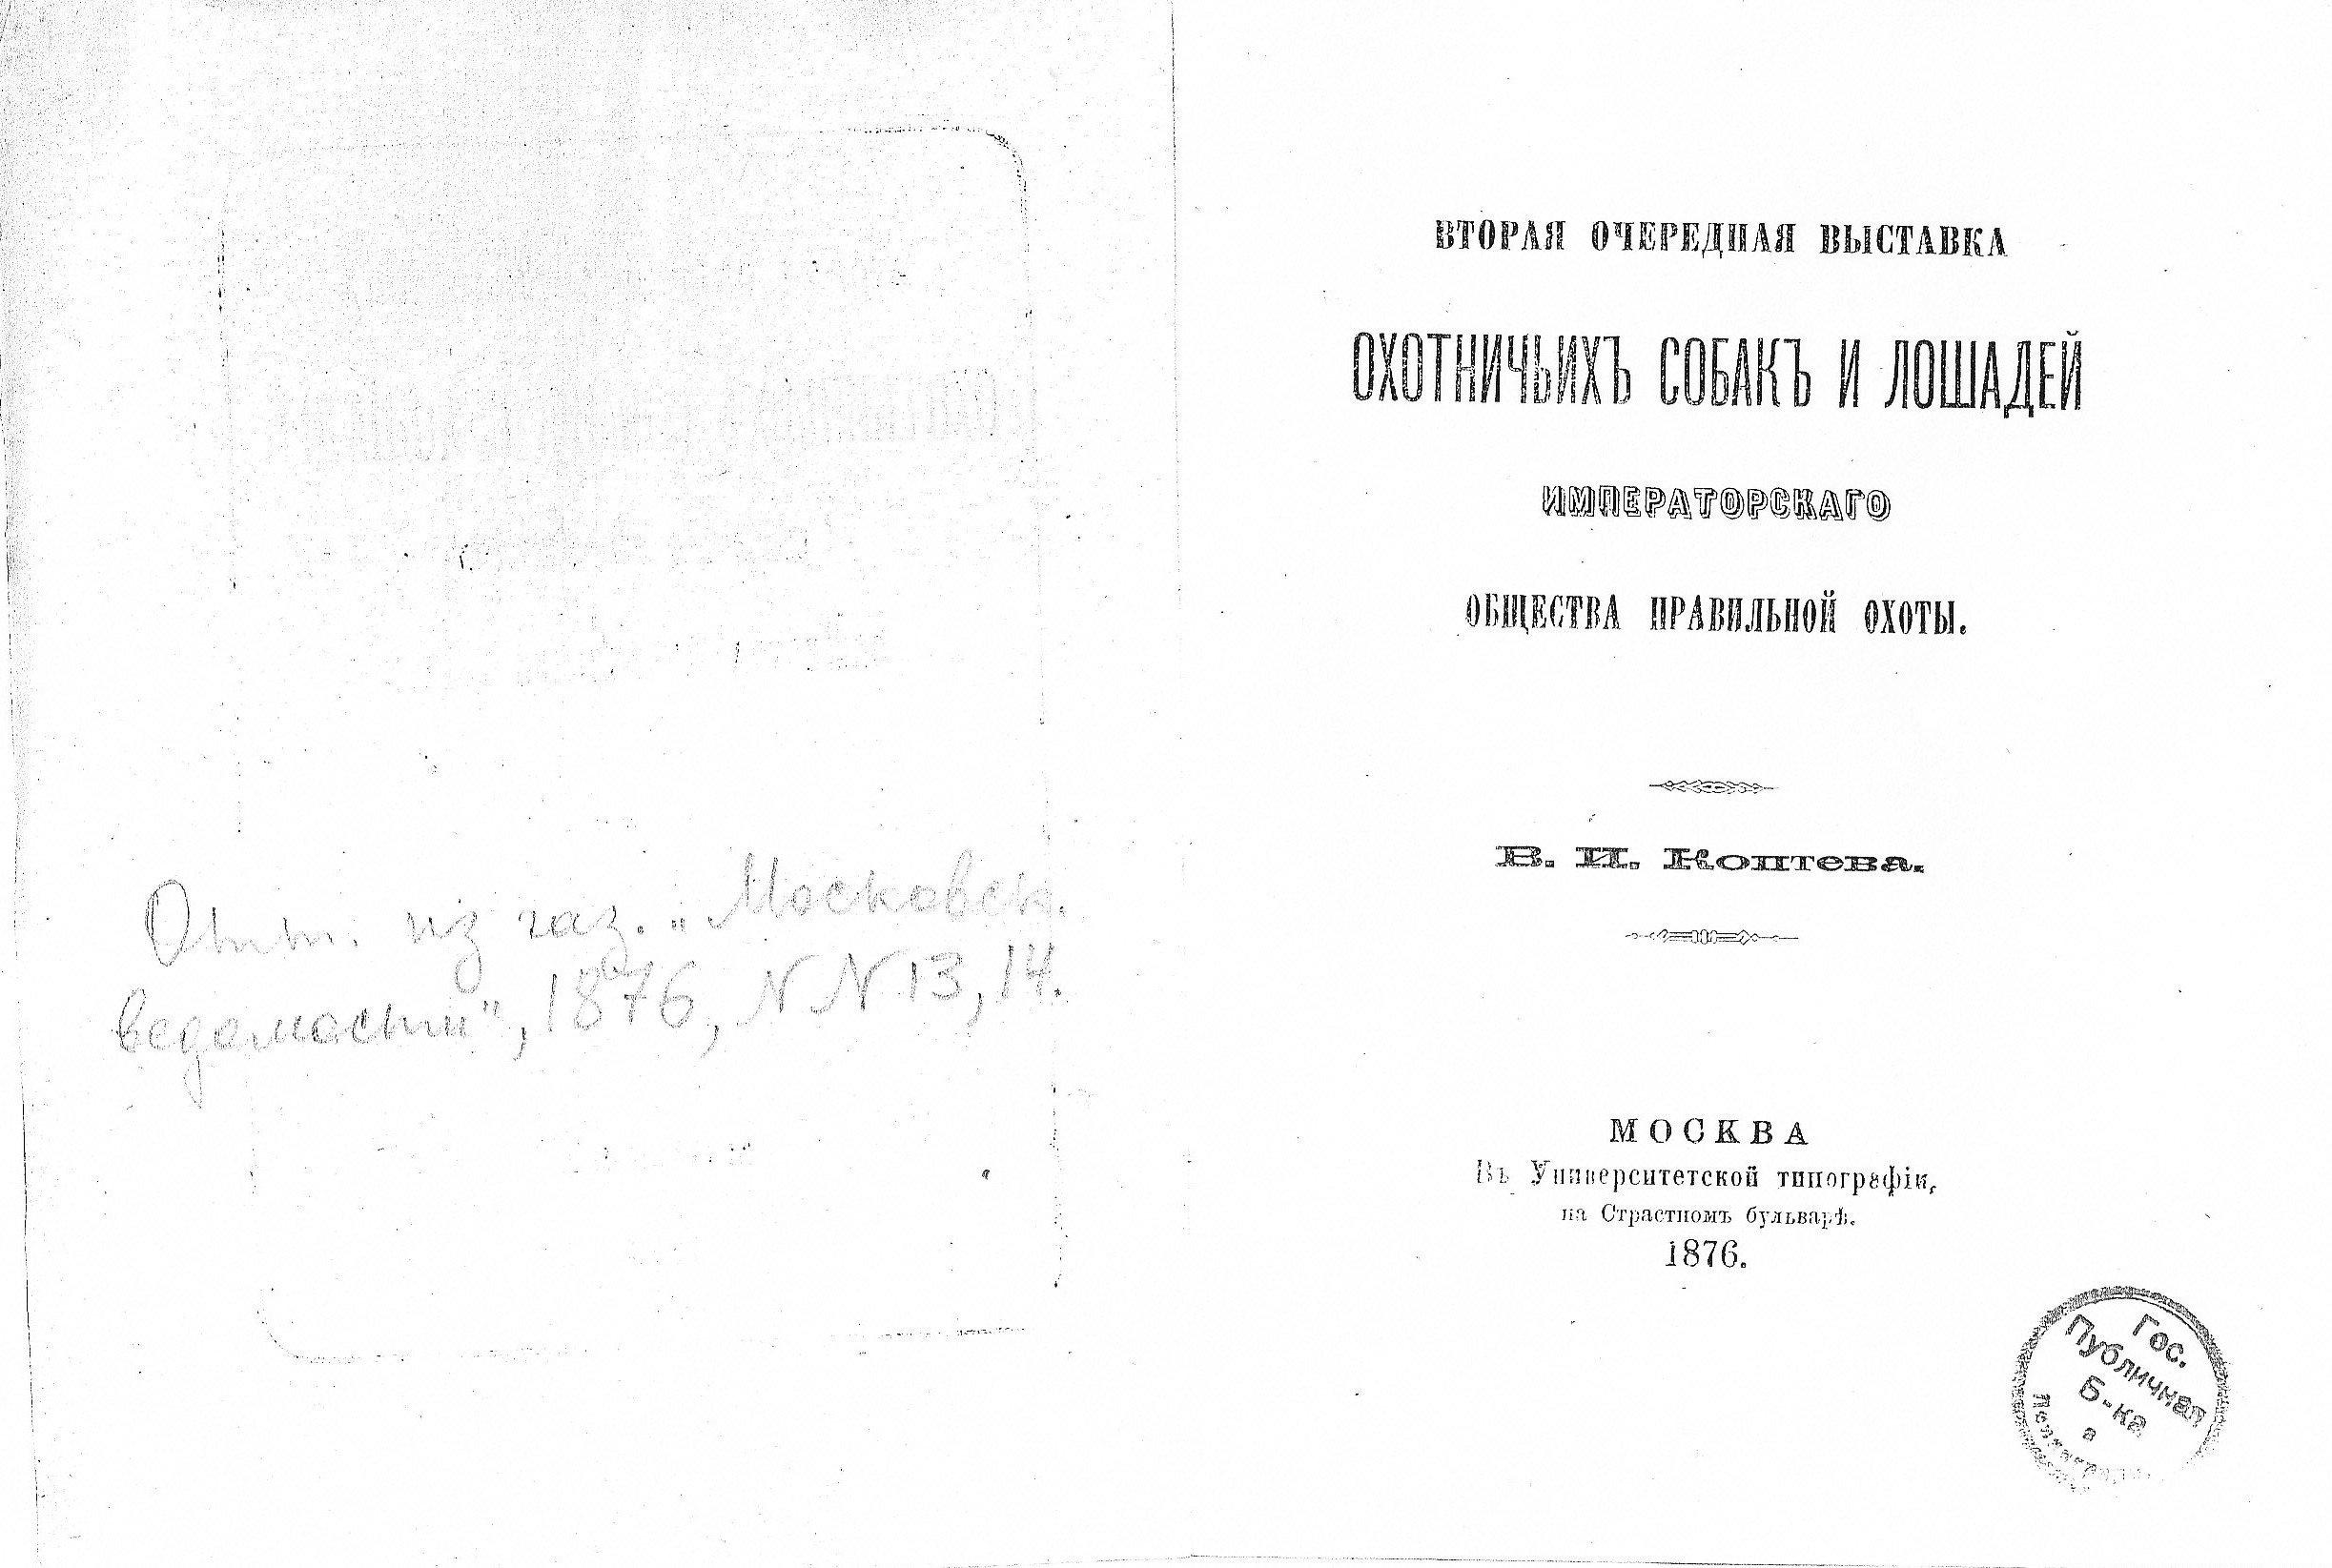 Отт. из газ. „Московск.
ведомости", 1876, NN 13, 14.
ВТОРАЯ ОЧЕРЕДНАЯ ВЫСТАВКА
ОХОТНИЧЬИХЪ СОБАКЪ И ЛОШАДЕЙ
ИМПЕРАТОРСКАГО
ОБЩЕСТВА ПРАВИЛЬНОЙ ОХОТЫ.
В. И. Коптева.
МОСКВА
Въ Университетской типографіи,
на Страстномъ бульварѣ.
1876.
Гос.
Публичная
Б-ка